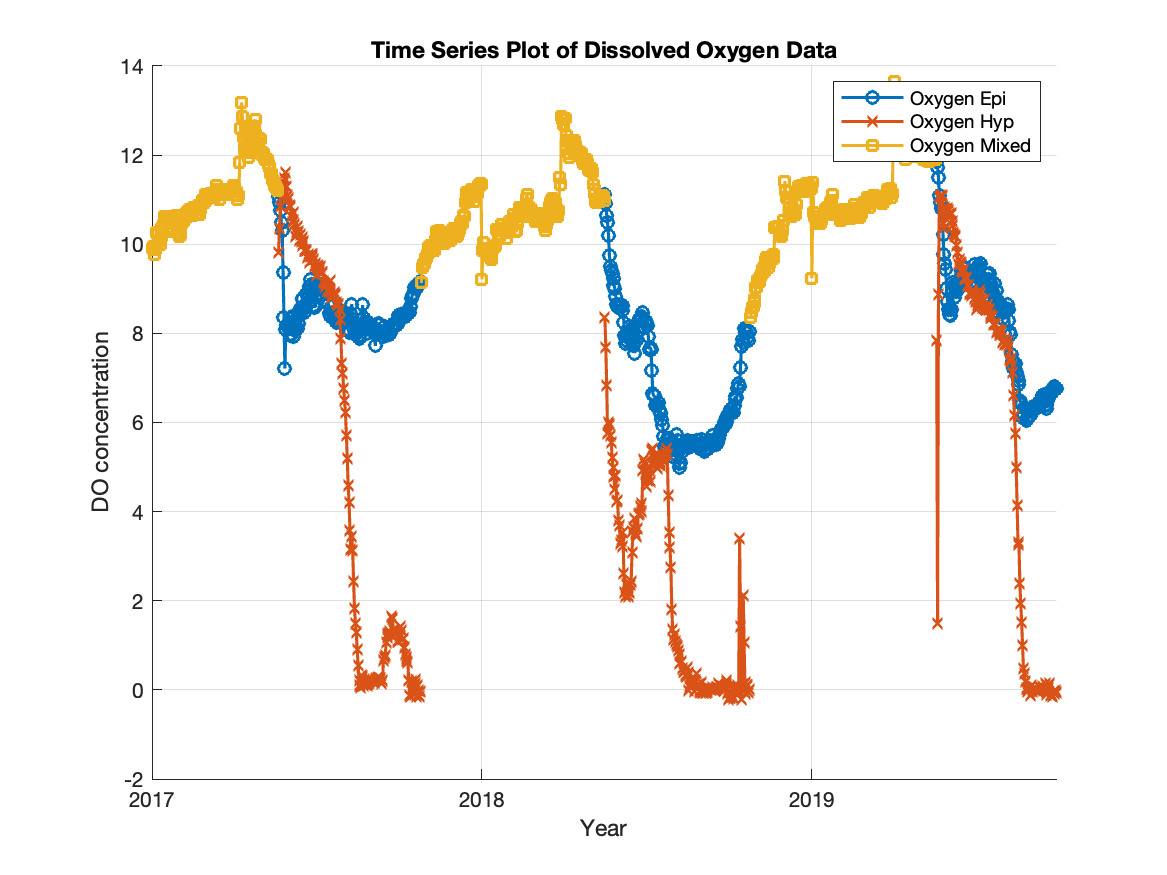 Time Series Plot of Dissolved Oxygen Data
14
12
10
8
6
4
2
0
-2
DO concentration
Oxygen Epi
Oxygen Hyp
Oxygen Mixed
2017
2018
2019
Year